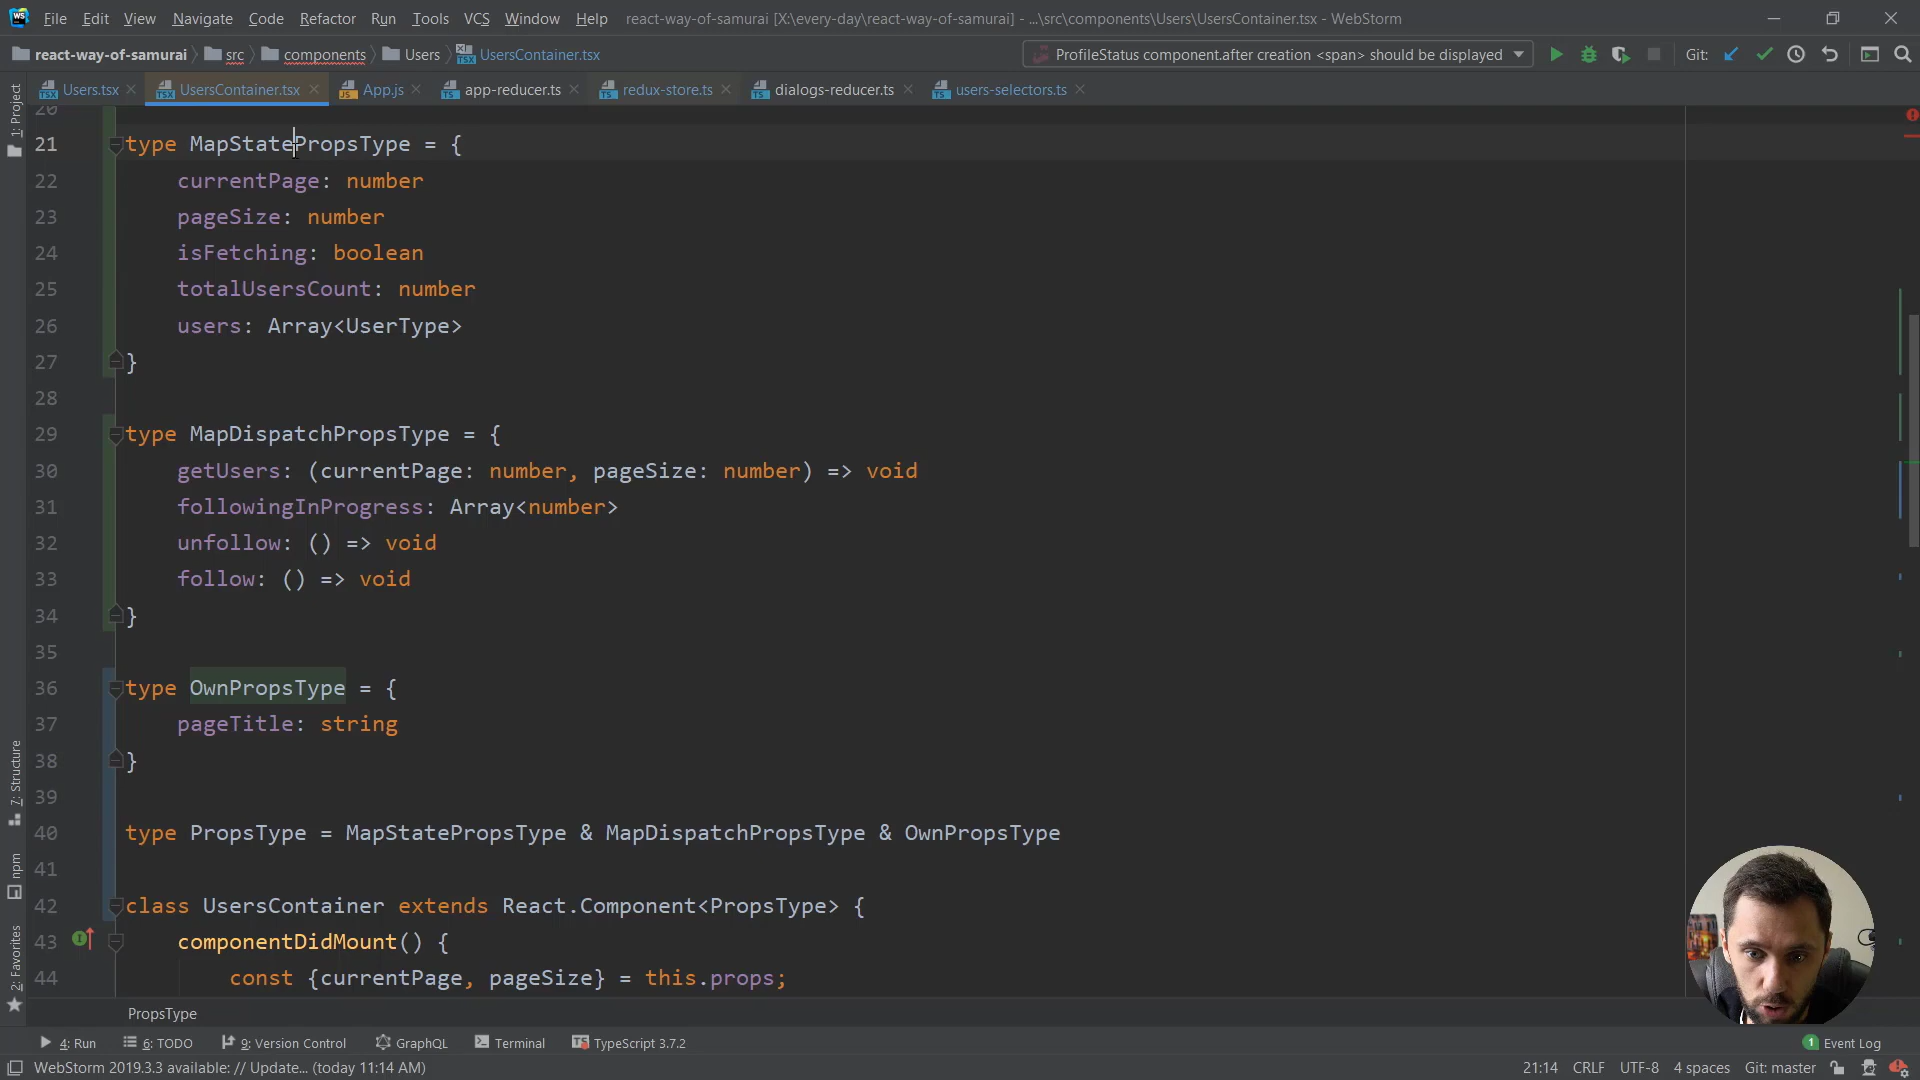 File Edit View Navigate Code Refactor Run Tools VCS Window Help react-way-of-samurai [X:\every-day\react-way-of-samurai] - ...\src\components\Users\UsersContainer.tsx - WebStorm
react-way-of-samurai src components Users UsersContainer.tsx ProfileStatus component.after creation <span> should be displayed Git:
Users.tsx UsersContainer.tsx App.js app-reducer.ts redux-store.ts dialogs-reducer.ts users-selectors.ts
1: Project
20
21 type MapStatePropsType = {
22 currentPage: number
23 pageSize: number
24 isFetching: boolean
25 totalUsersCount: number
26 users: Array<UserType>
27 }
28
29 type MapDispatchPropsType = {
30 getUsers: (currentPage: number, pageSize: number) => void
31 followingInProgress: Array<number>
32 unfollow: () => void
33 follow: () => void
34 }
35
36 type OwnPropsType = {
37 pageTitle: string
38 }
39
40 type PropsType = MapStatePropsType & MapDispatchPropsType & OwnPropsType
41
42 class UsersContainer extends React.Component<PropsType> {
43 componentDidMount() {
44 const {currentPage, pageSize} = this.props;
7: Structure
npm
2: Favorites
PropsType
4: Run 6: TODO 9: Version Control GraphQL Terminal TypeScript 3.7.2 1 Event Log
WebStorm 2019.3.3 available: // Update... (today 11:14 AM) 21:14 CRLF UTF-8 4 spaces Git: master